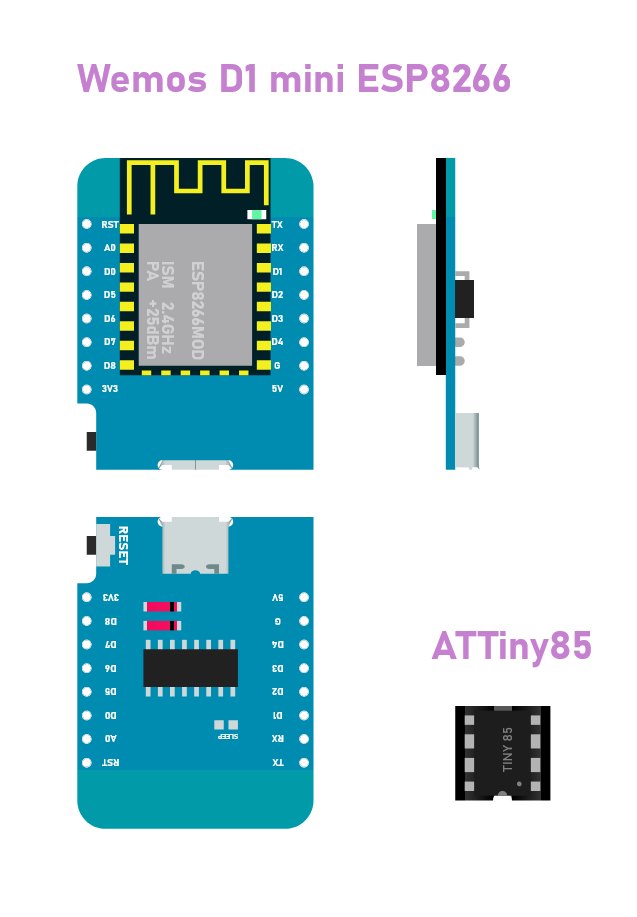 Wemos D1 mini ESP8266
RST TX
A0 RX
D0 D1
D5 D2
D6 D3
D7 D4
D8 G
3V3 5V
ESP8266MOD
ISM 2.4GHz
PA +25dBm
RESET
3V3 5V
D8 G
D7 D4
D6 D3
D5 D2
D0 D1
A0 RX
RST TX
SLEEP
ATTiny85
TINY 85